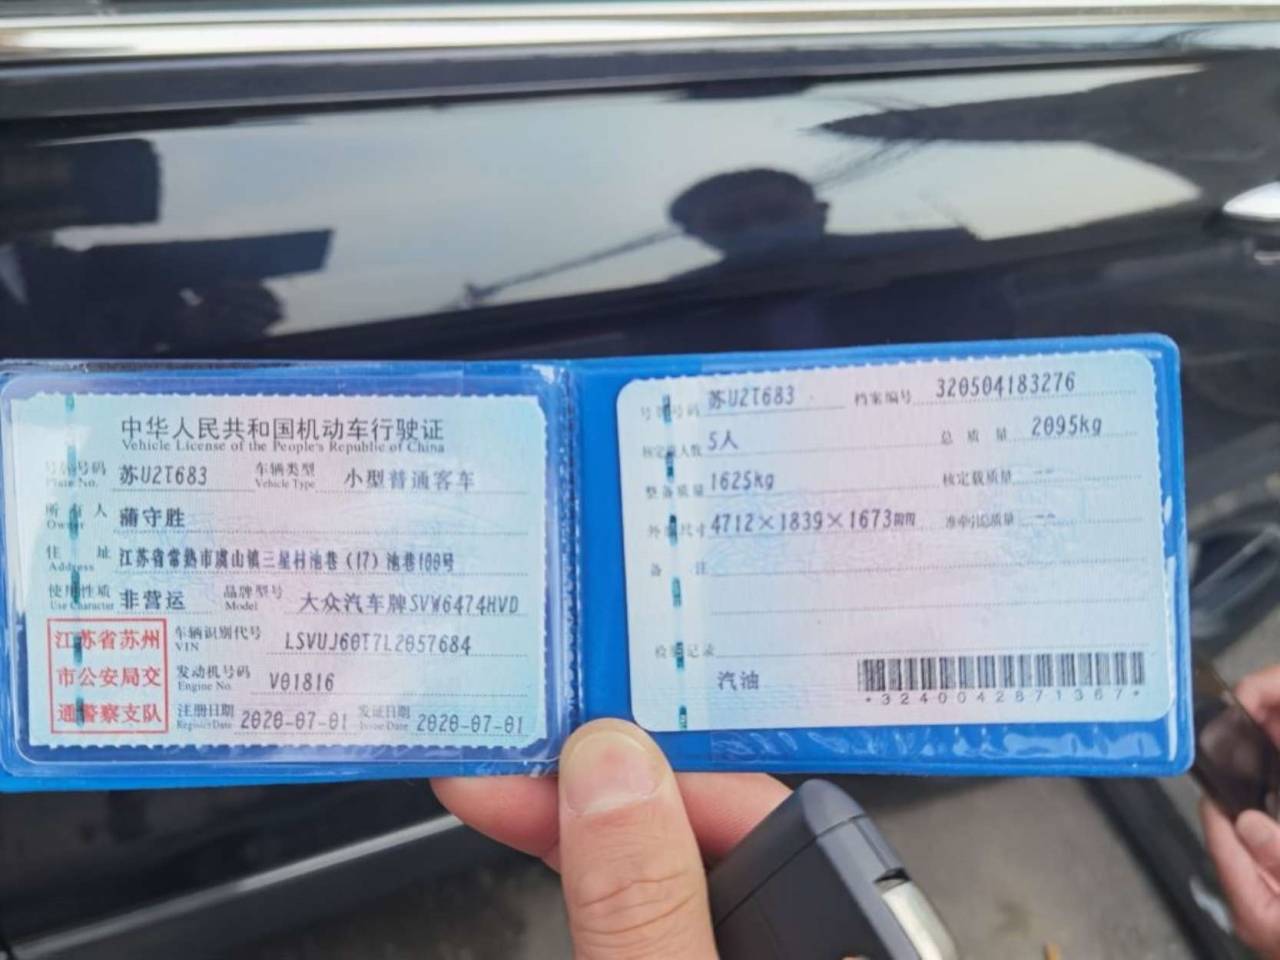 中华人民共和国机动车行驶证
Vehicle License of the People's Republic of China
号牌号码 苏U2T683 车辆类型 小型普通客车
Plate No. Vehicle Type
所有人 蒲守胜
Owner
住址 江苏省常熟市虞山镇三星村池巷(17)池巷100号
Address
使用性质 非营运 品牌型号 大众汽车牌SVW6474HVD
Use Character Model
江苏省苏州
市公安局交
通警察支队
车辆识别代号 LSVUJ60T7L2057684
VIN
发动机号码 V01816
Engine No.
注册日期 2020-07-01 发证日期 2020-07-01
Register Date Issue Date
号牌号码 苏U2T683 档案编号 320504183276
核定载人数 5人 总质量 2095kg
整备质量 1625kg 核定载质量 --
外廓尺寸 4712×1839×1673mm 准牵引总质量 --
备注
检验记录
汽油
*3240042871367*